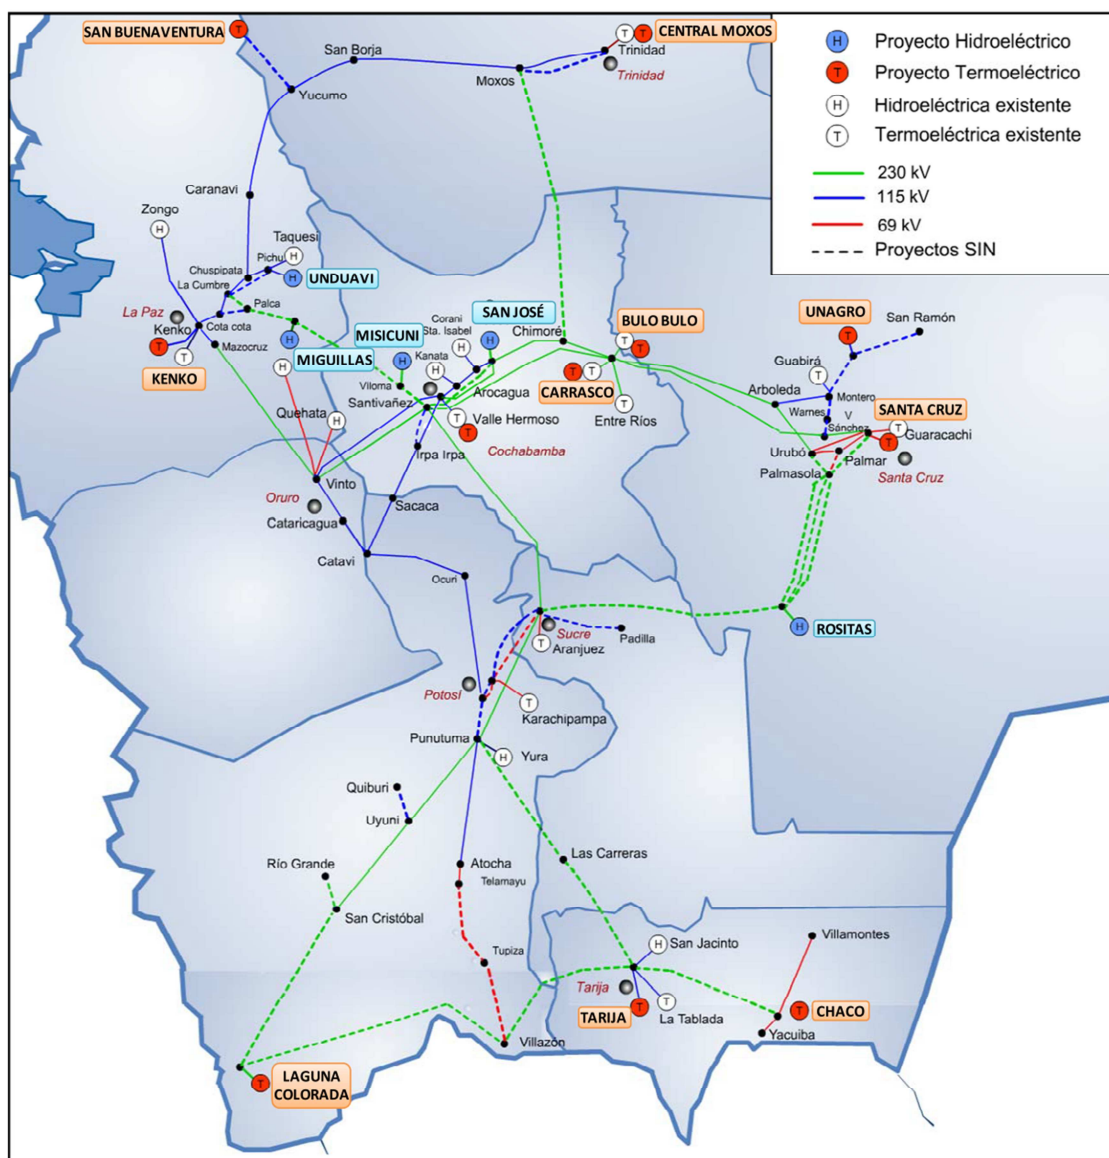 SAN BUENAVENTURA
T
San Borja
Yucumo
Moxos
T
T
CENTRAL MOXOS
Trinidad
Trinidad
H
Proyecto Hidroeléctrico
T
Proyecto Termoeléctrico
H
Hidroeléctrica existente
T
Termoeléctrica existente
230 kV
115 kV
69 kV
Proyectos SIN
Caranavi
Zongo
H
Taquesi
H
Pichu
H
UNDUAVI
Chuspipata
La Cumbre
Palca
La Paz
Kenko
Cota cota
T
T
KENKO
Mazocruz
H
MIGUILLAS
H
Quehata
H
MISICUNI
H
Viloma
Santivañez
Corani
Sta. Isabel
H
Kanata
H
SAN JOSÉ
H
Chimoré
Arocagua
T
Valle Hermoso
T
Cochabamba
Irpa Irpa
BULO BULO
T
T
T
T
CARRASCO
T
Entre Ríos
UNAGRO
T
San Ramón
Guabirá
T
Arboleda
Montero
Warnes
V
Sánchez
SANTA CRUZ
T
T
Guaracachi
Urubó
Palmar
Palmasola
Santa Cruz
Vinto
Oruro
Cataricagua
Sacaca
Catavi
Ocuri
H
ROSITAS
Sucre
T
Aranjuez
Padilla
Potosí
T
Karachipampa
Punutuma
H
Yura
Quiburi
Uyuni
Río Grande
San Cristóbal
Atocha
Telamayu
Tupiza
Las Carreras
H
San Jacinto
Tarija
TARIJA
T
T
La Tablada
Villamontes
T
CHACO
Yacuiba
Villazón
T
LAGUNA
COLORADA